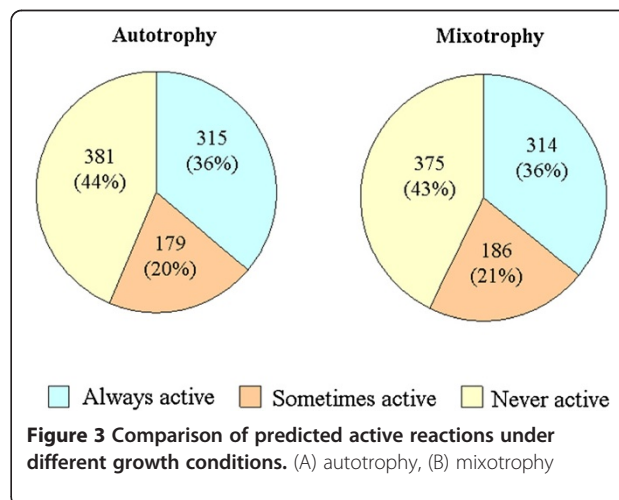 Autotrophy
Mixotrophy
381
(44%)
315
(36%)
179
(20%)
375
(43%)
314
(36%)
186
(21%)
Always active
Sometimes active
Never active
Figure 3 Comparison of predicted active reactions under
different growth conditions. (A) autotrophy, (B) mixotrophy